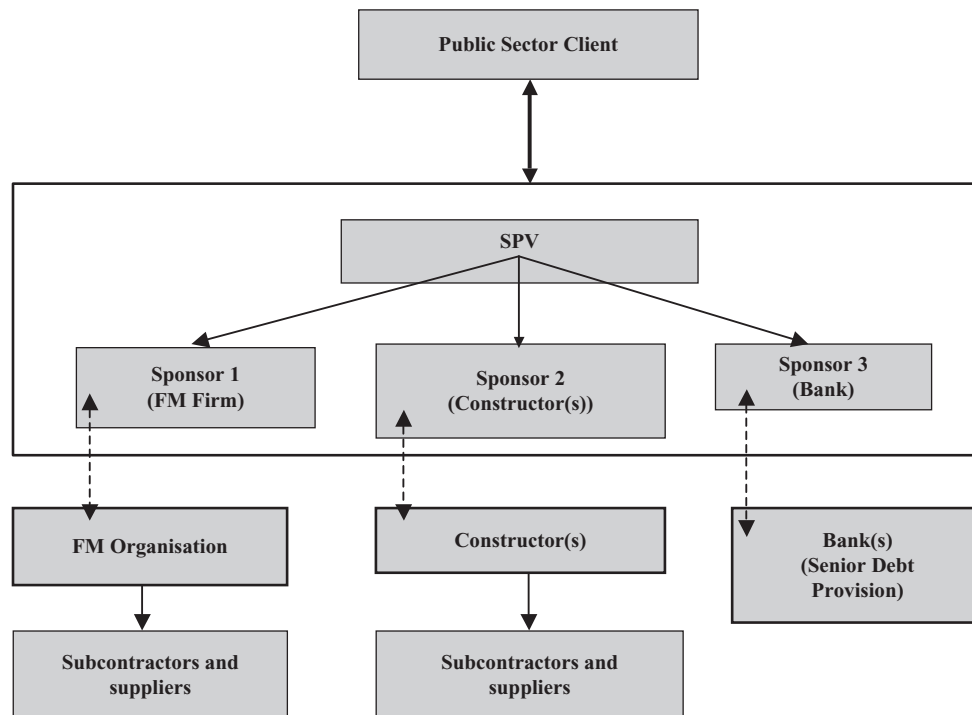 Public Sector Client
SPV
Sponsor 1
(FM Firm)
Sponsor 2
(Constructor(s))
Sponsor 3
(Bank)
FM Organisation
Constructor(s)
Bank(s)
(Senior Debt
Provision)
Subcontractors and
suppliers
Subcontractors and
suppliers